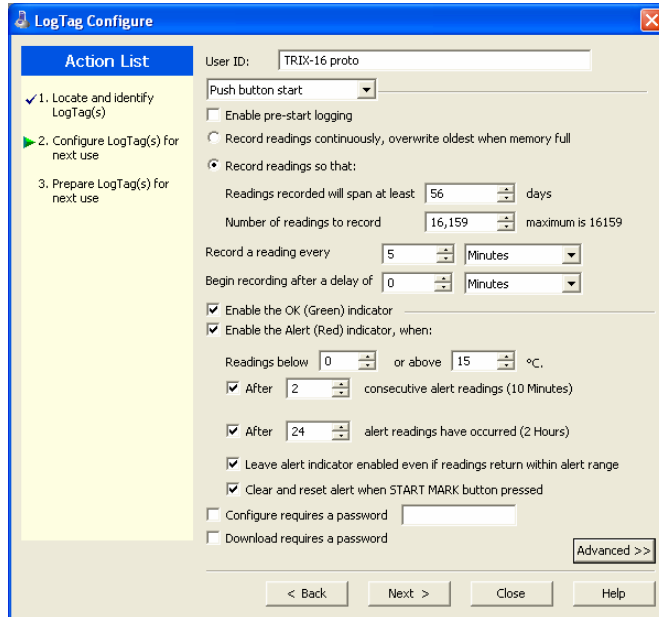 LogTag Configure
Action List
1. Locate and identify
LogTag(s)
2. Configure LogTag(s) for
next use
3. Prepare LogTag(s) for
next use
User ID: TRIX-16 proto
Push button start
Enable pre-start logging
Record readings continuously, overwrite oldest when memory full
Record readings so that:
Readings recorded will span at least 56 days
Number of readings to record 16,159 maximum is 16159
Record a reading every 5 Minutes
Begin recording after a delay of 0 Minutes
Enable the OK (Green) indicator
Enable the Alert (Red) indicator, when:
Readings below 0 or above 15 °C.
After 2 consecutive alert readings (10 Minutes)
After 24 alert readings have occurred (2 Hours)
Leave alert indicator enabled even if readings return within alert range
Clear and reset alert when START MARK button pressed
Configure requires a password
Download requires a password
Advanced >>
< Back Next > Close Help